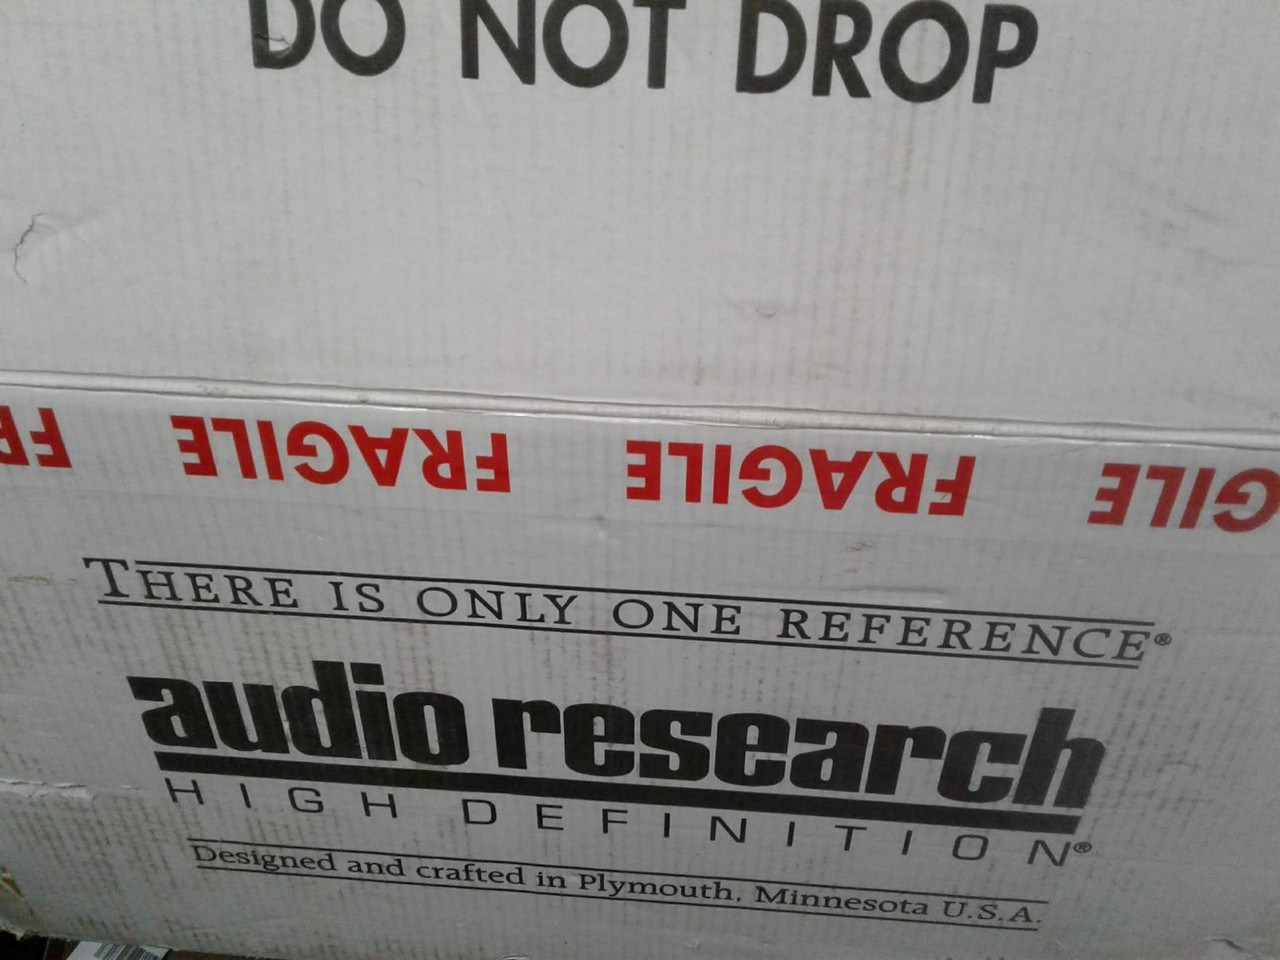 DO NOT DROP
FRAGILE FRAGILE
THERE IS ONLY ONE REFERENCE®
audio research
HIGH DEFINITION®
Designed and crafted in Plymouth, Minnesota U.S.A.